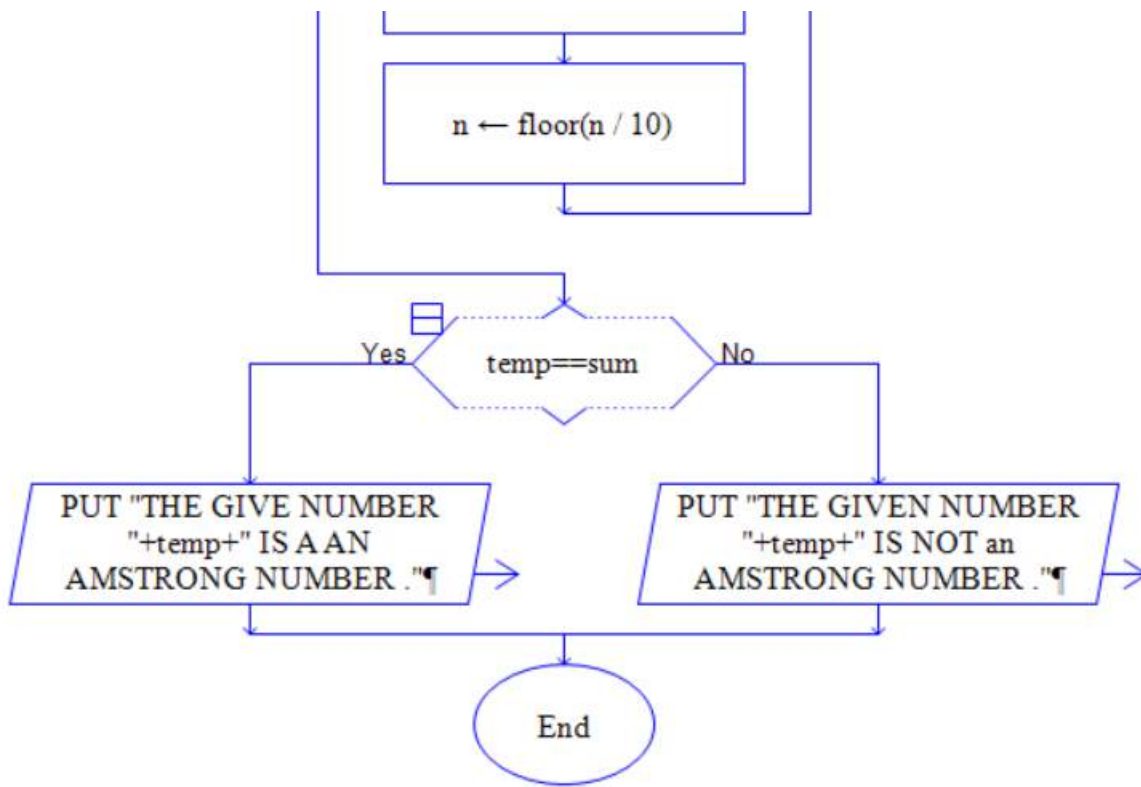 n ← floor(n / 10)
Yes
temp==sum
No
PUT "THE GIVE NUMBER
"+temp+" IS A AN
AMSTRONG NUMBER ."¶
PUT "THE GIVEN NUMBER
"+temp+" IS NOT an
AMSTRONG NUMBER ."¶
End